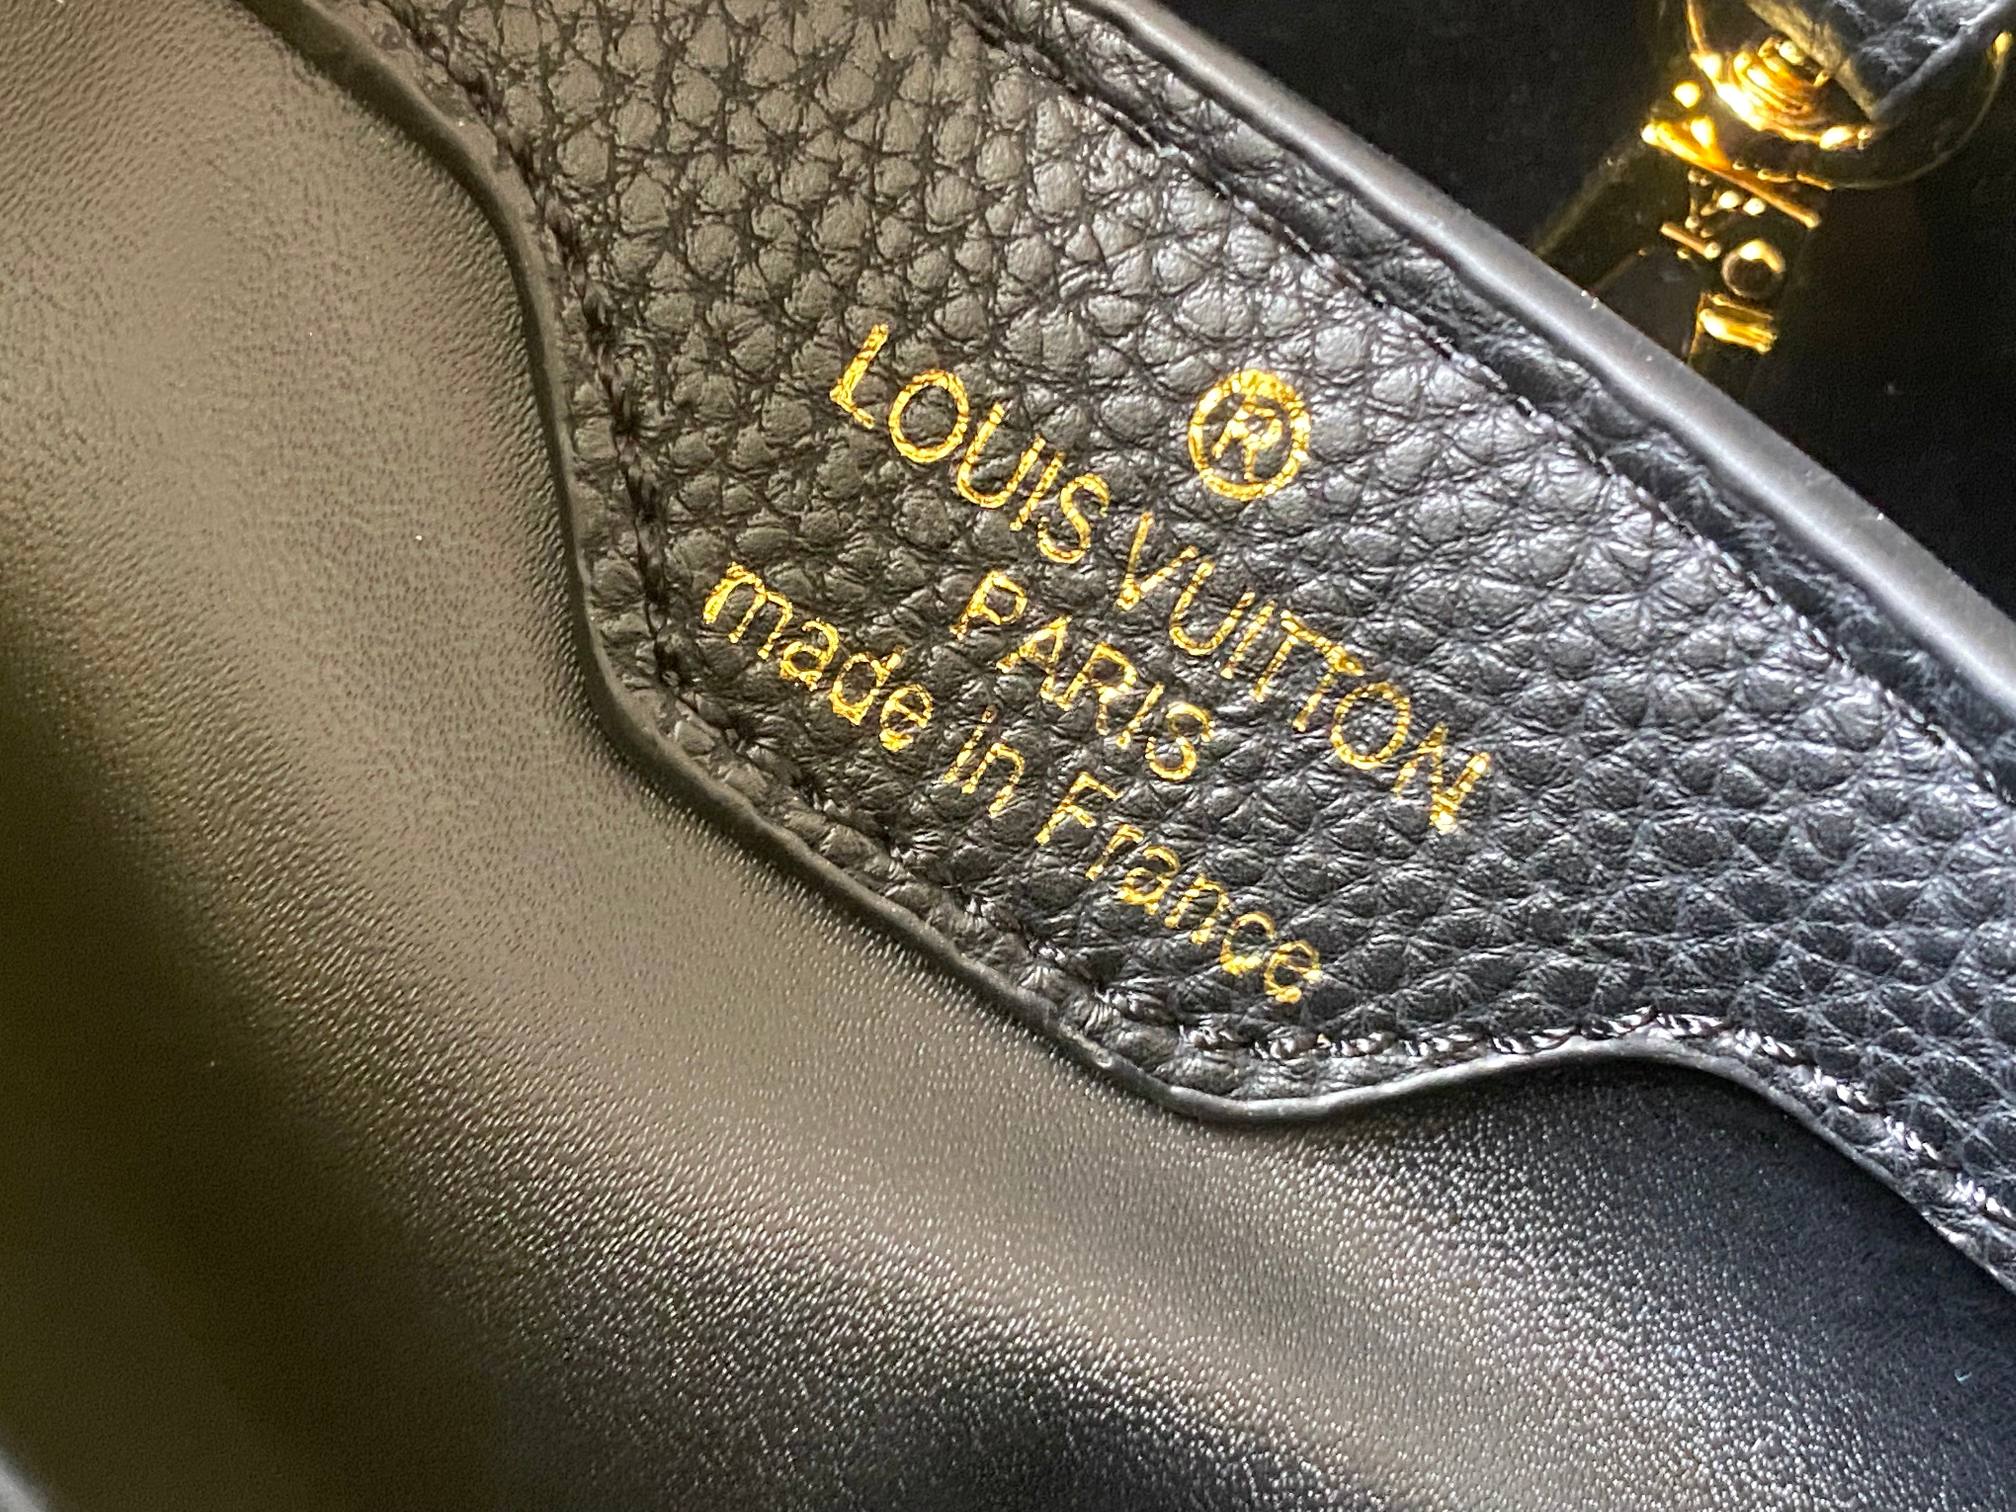 ®
LOUIS VUITTON
PARIS
made in France